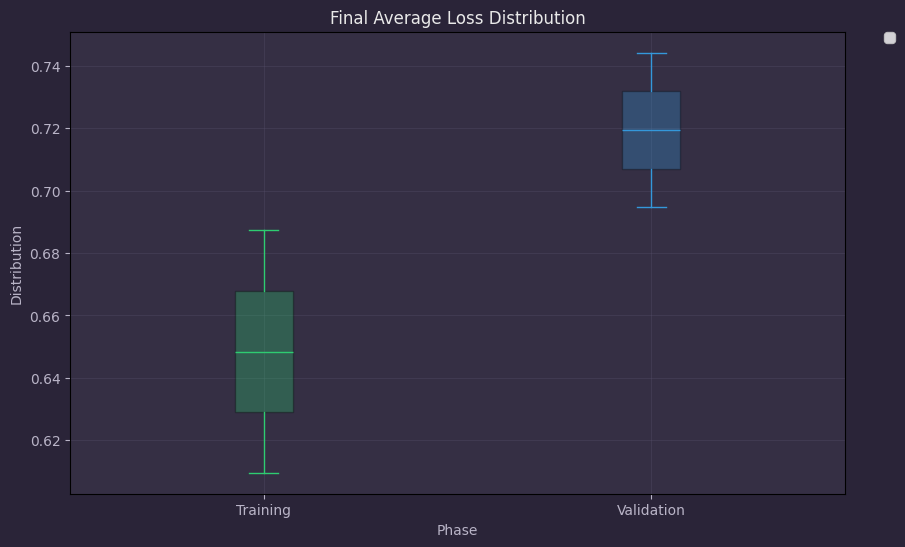 Final Average Loss Distribution
0.74
0.72
0.70
0.68
0.66
0.64
0.62
Distribution
Training
Validation
Phase